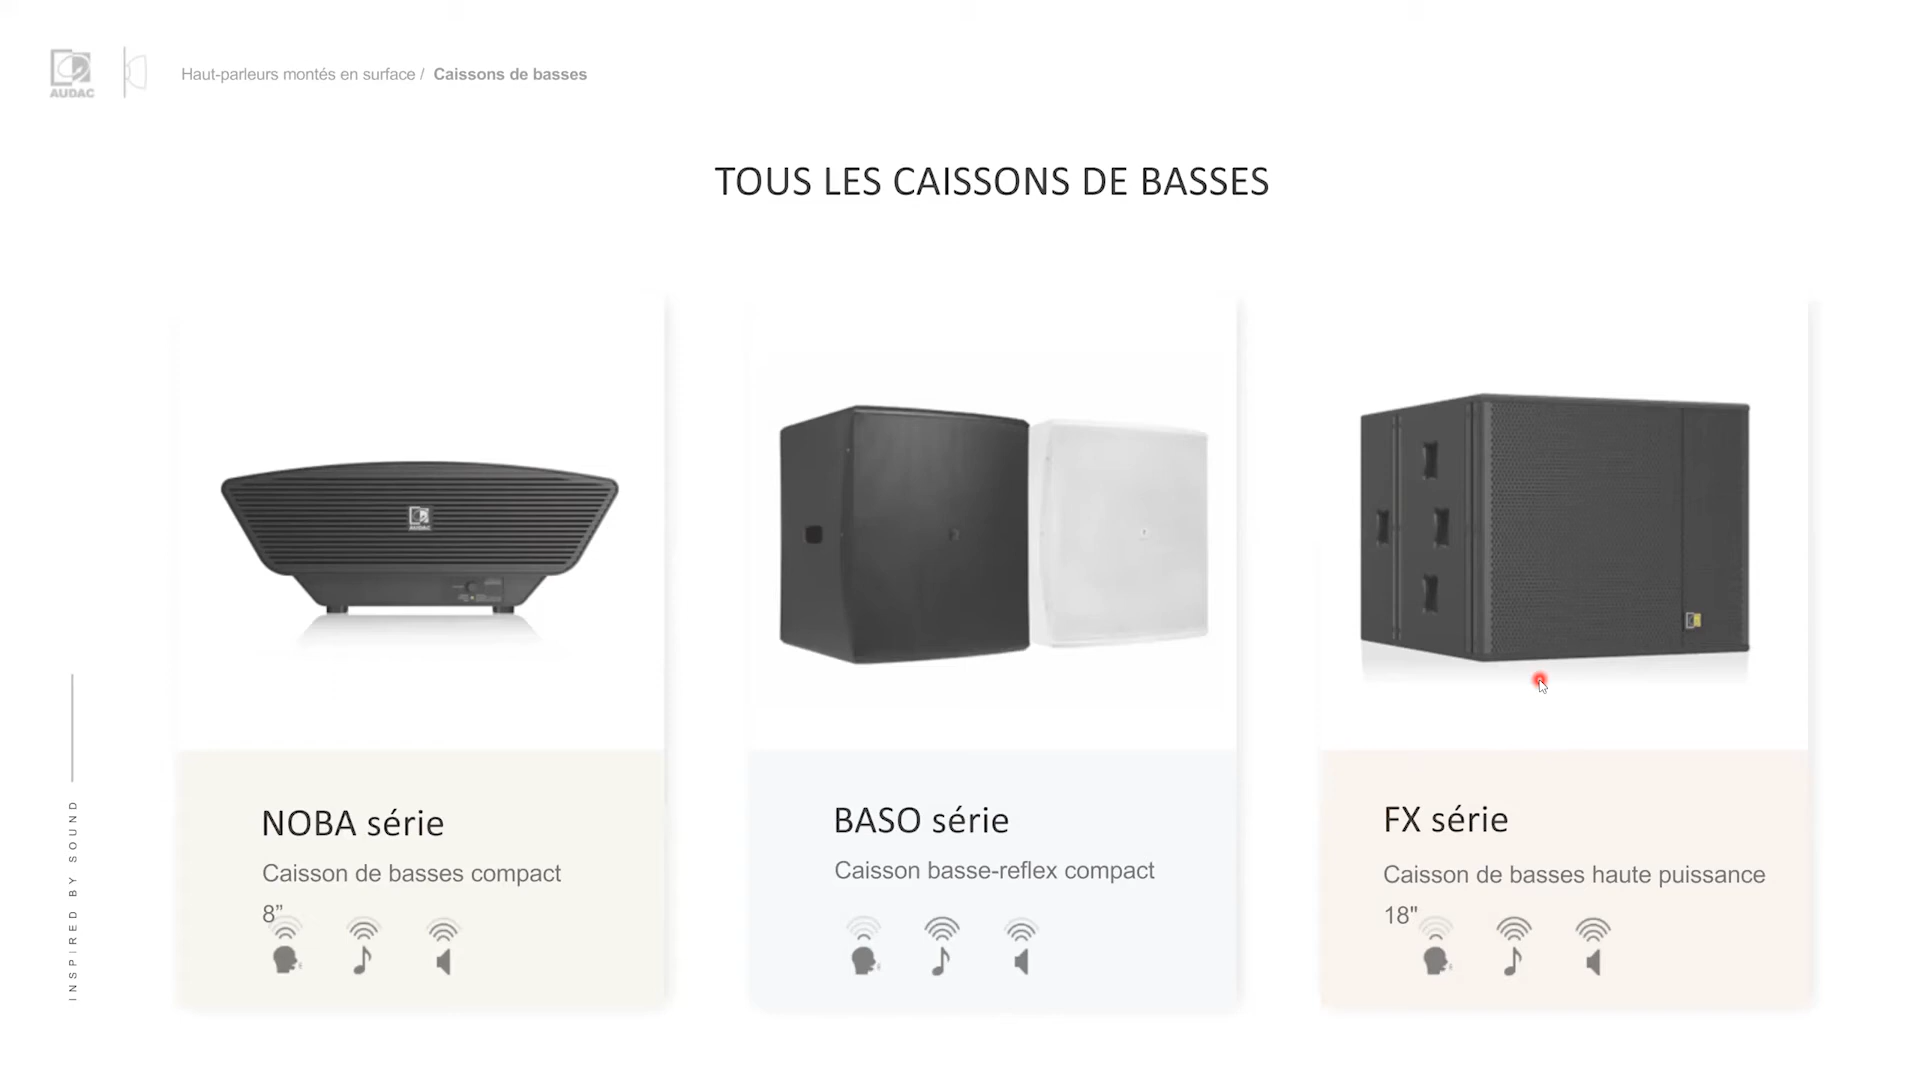 AUDAC
Haut-parleurs montés en surface / Caissons de basses
TOUS LES CAISSONS DE BASSES
AUDAC
NOBA série
Caisson de basses compact
8”
BASO série
Caisson basse-reflex compact
FX série
Caisson de basses haute puissance
18"
INSPIRED BY SOUND